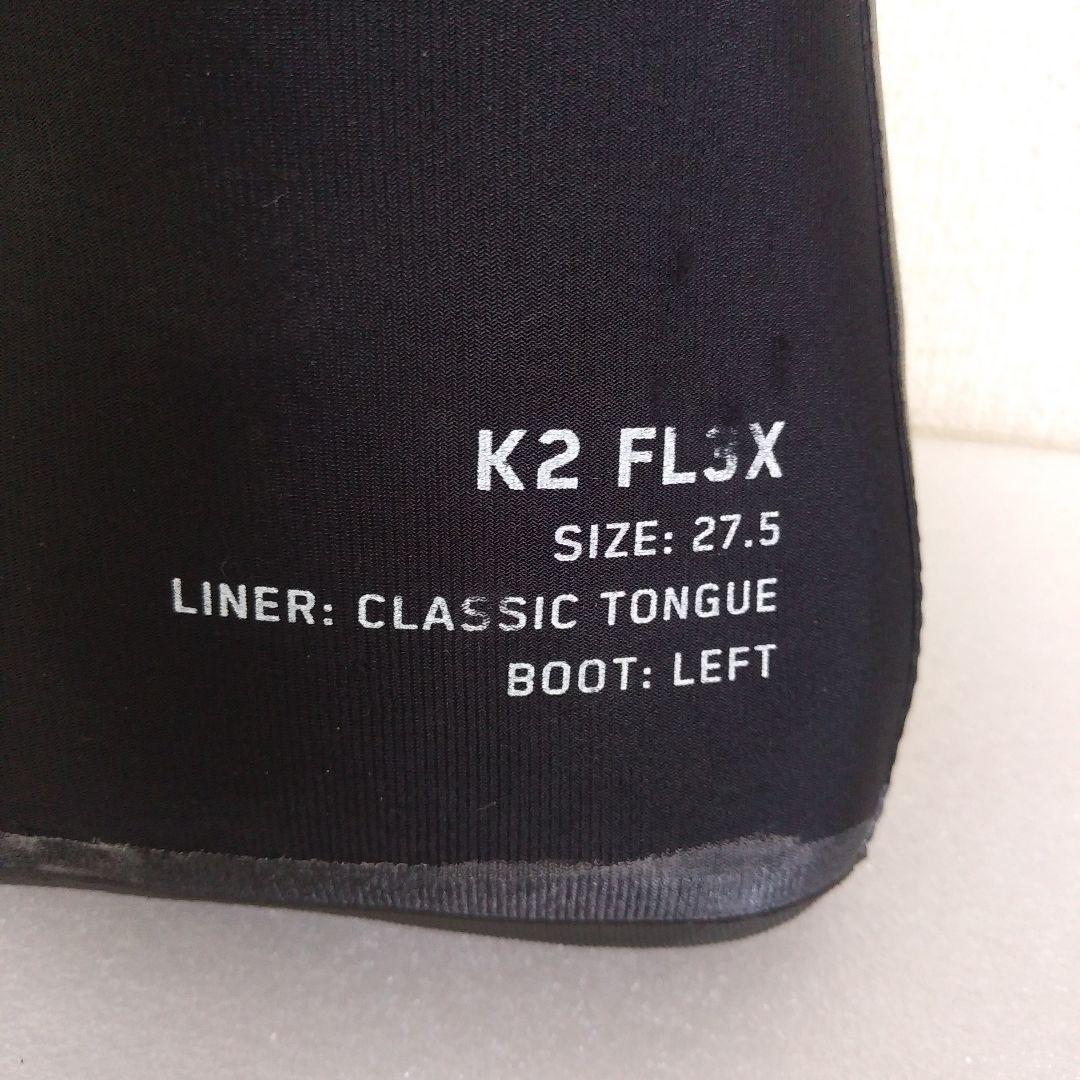 K2 FL3X
SIZE: 27.5
LINER: CLASSIC TONGUE
BOOT: LEFT